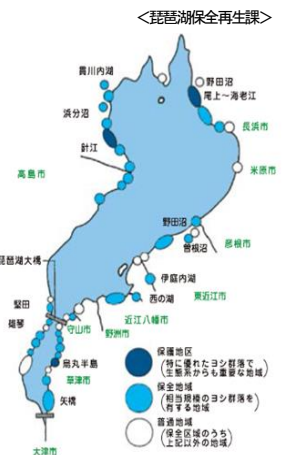 ＜琵琶湖保全再生課＞
貫川内湖
野田沼
尾上～海老江
浜分沼
長浜市
針江
米原市
高島市
野田沼
琵琶湖大橋
曽根沼
彦根市
伊庭内湖
東近江市
堅田
西の湖
守山市
近江八幡市
野洲市
烏丸半島
草津市
矢橋
大津市
保護地区
(特に優れたヨシ群落で
生態系からも重要な地域)
保全地域
(相当規模のヨシ群落を
有する地域)
普通地域
(保全区域のうち
上記以外の地域)